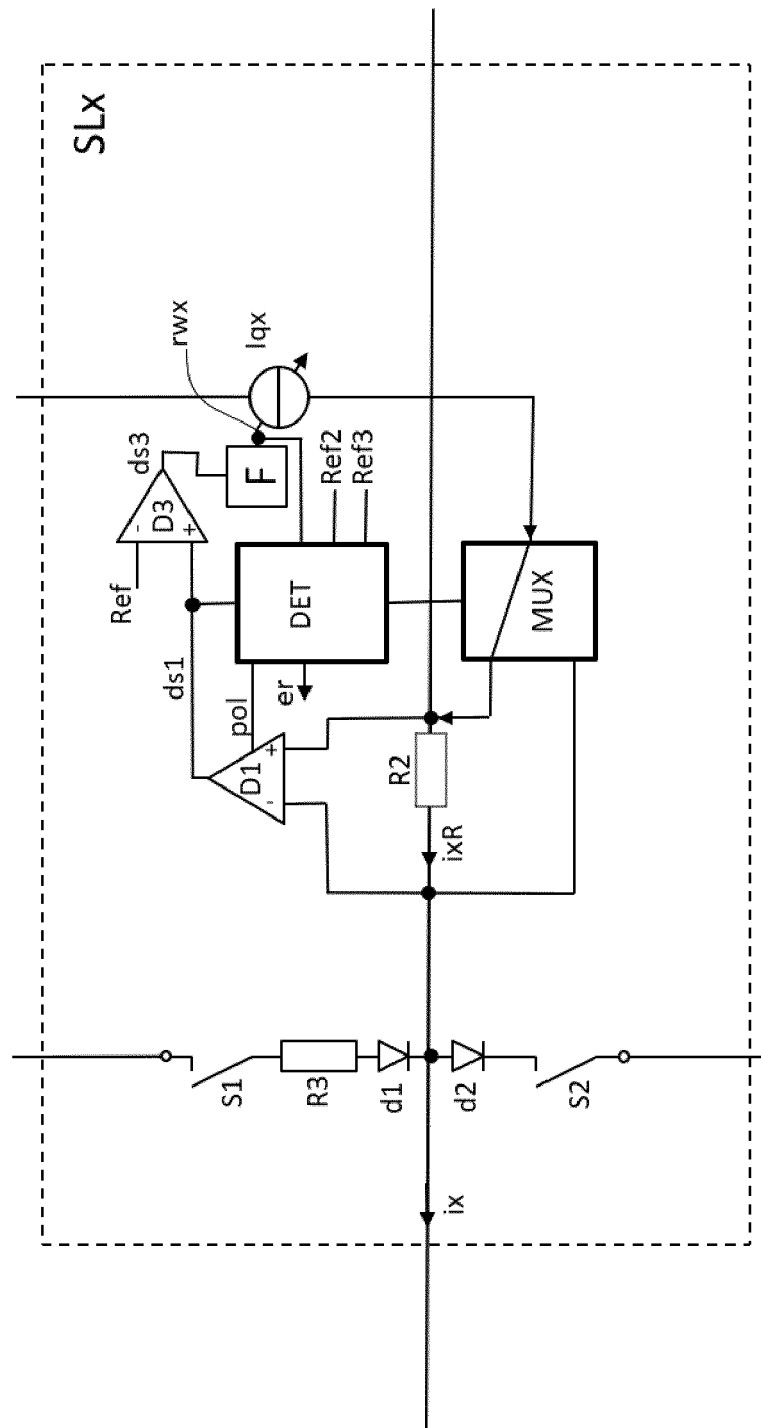 SLx
Ref
-
D3
ds3
+
ds1
rwx
pol
F
D1
Iqx
-
+
er
DET
S1
R3
Ref2
Ref3
d1
R2
ix
ixR
d2
MUX
S2